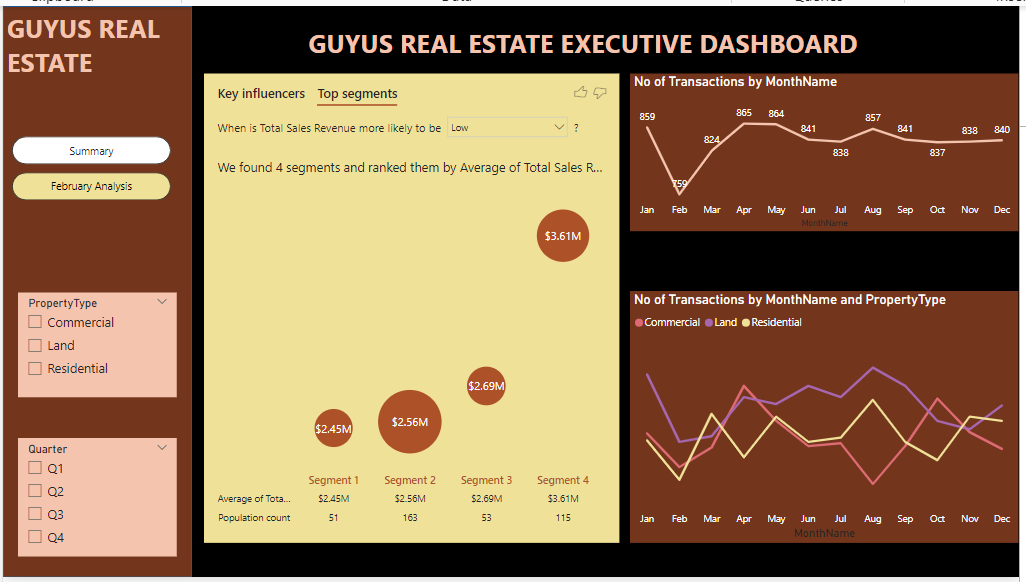 GUYUS REAL
ESTATE
Summary
February Analysis
PropertyType
Commercial
Land
Residential
Quarter
Q1
Q2
Q3
Q4
GUYUS REAL ESTATE EXECUTIVE DASHBOARD
Key influencers Top segments
When is Total Sales Revenue more likely to be Low ?
We found 4 segments and ranked them by Average of Total Sales R...
$3.61M
$2.69M
$2.56M
$2.45M
Segment 1 Segment 2 Segment 3 Segment 4
Average of Tota... $2.45M $2.56M $2.69M $3.61M
Population count 51 163 53 115
No of Transactions by MonthName
859 759 824 865 864 841 838 857 841 837 838 840
Jan Feb Mar Apr May Jun Jul Aug Sep Oct Nov Dec
MonthName
No of Transactions by MonthName and PropertyType
Commercial Land Residential
Jan Feb Mar Apr May Jun Jul Aug Sep Oct Nov Dec
MonthName